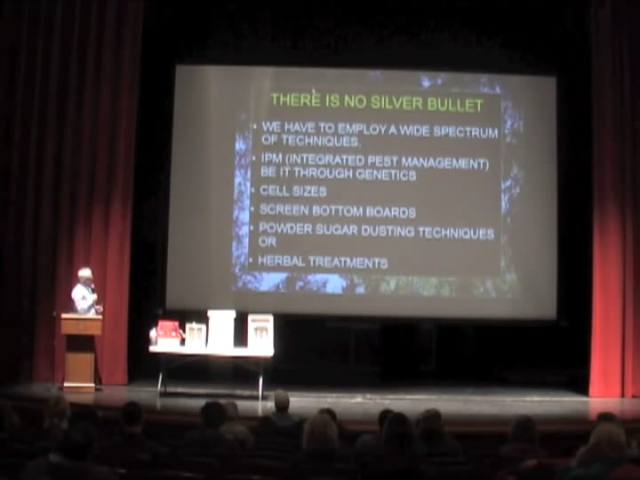 THERE IS NO SILVER BULLET
• WE HAVE TO EMPLOY A WIDE SPECTRUM
OF TECHNIQUES.
• IPM (INTEGRATED PEST MANAGEMENT)
BE IT THROUGH GENETICS
• CELL SIZES
• SCREEN BOTTOM BOARDS
• POWDER SUGAR DUSTING TECHNIQUES
OR
• HERBAL TREATMENTS